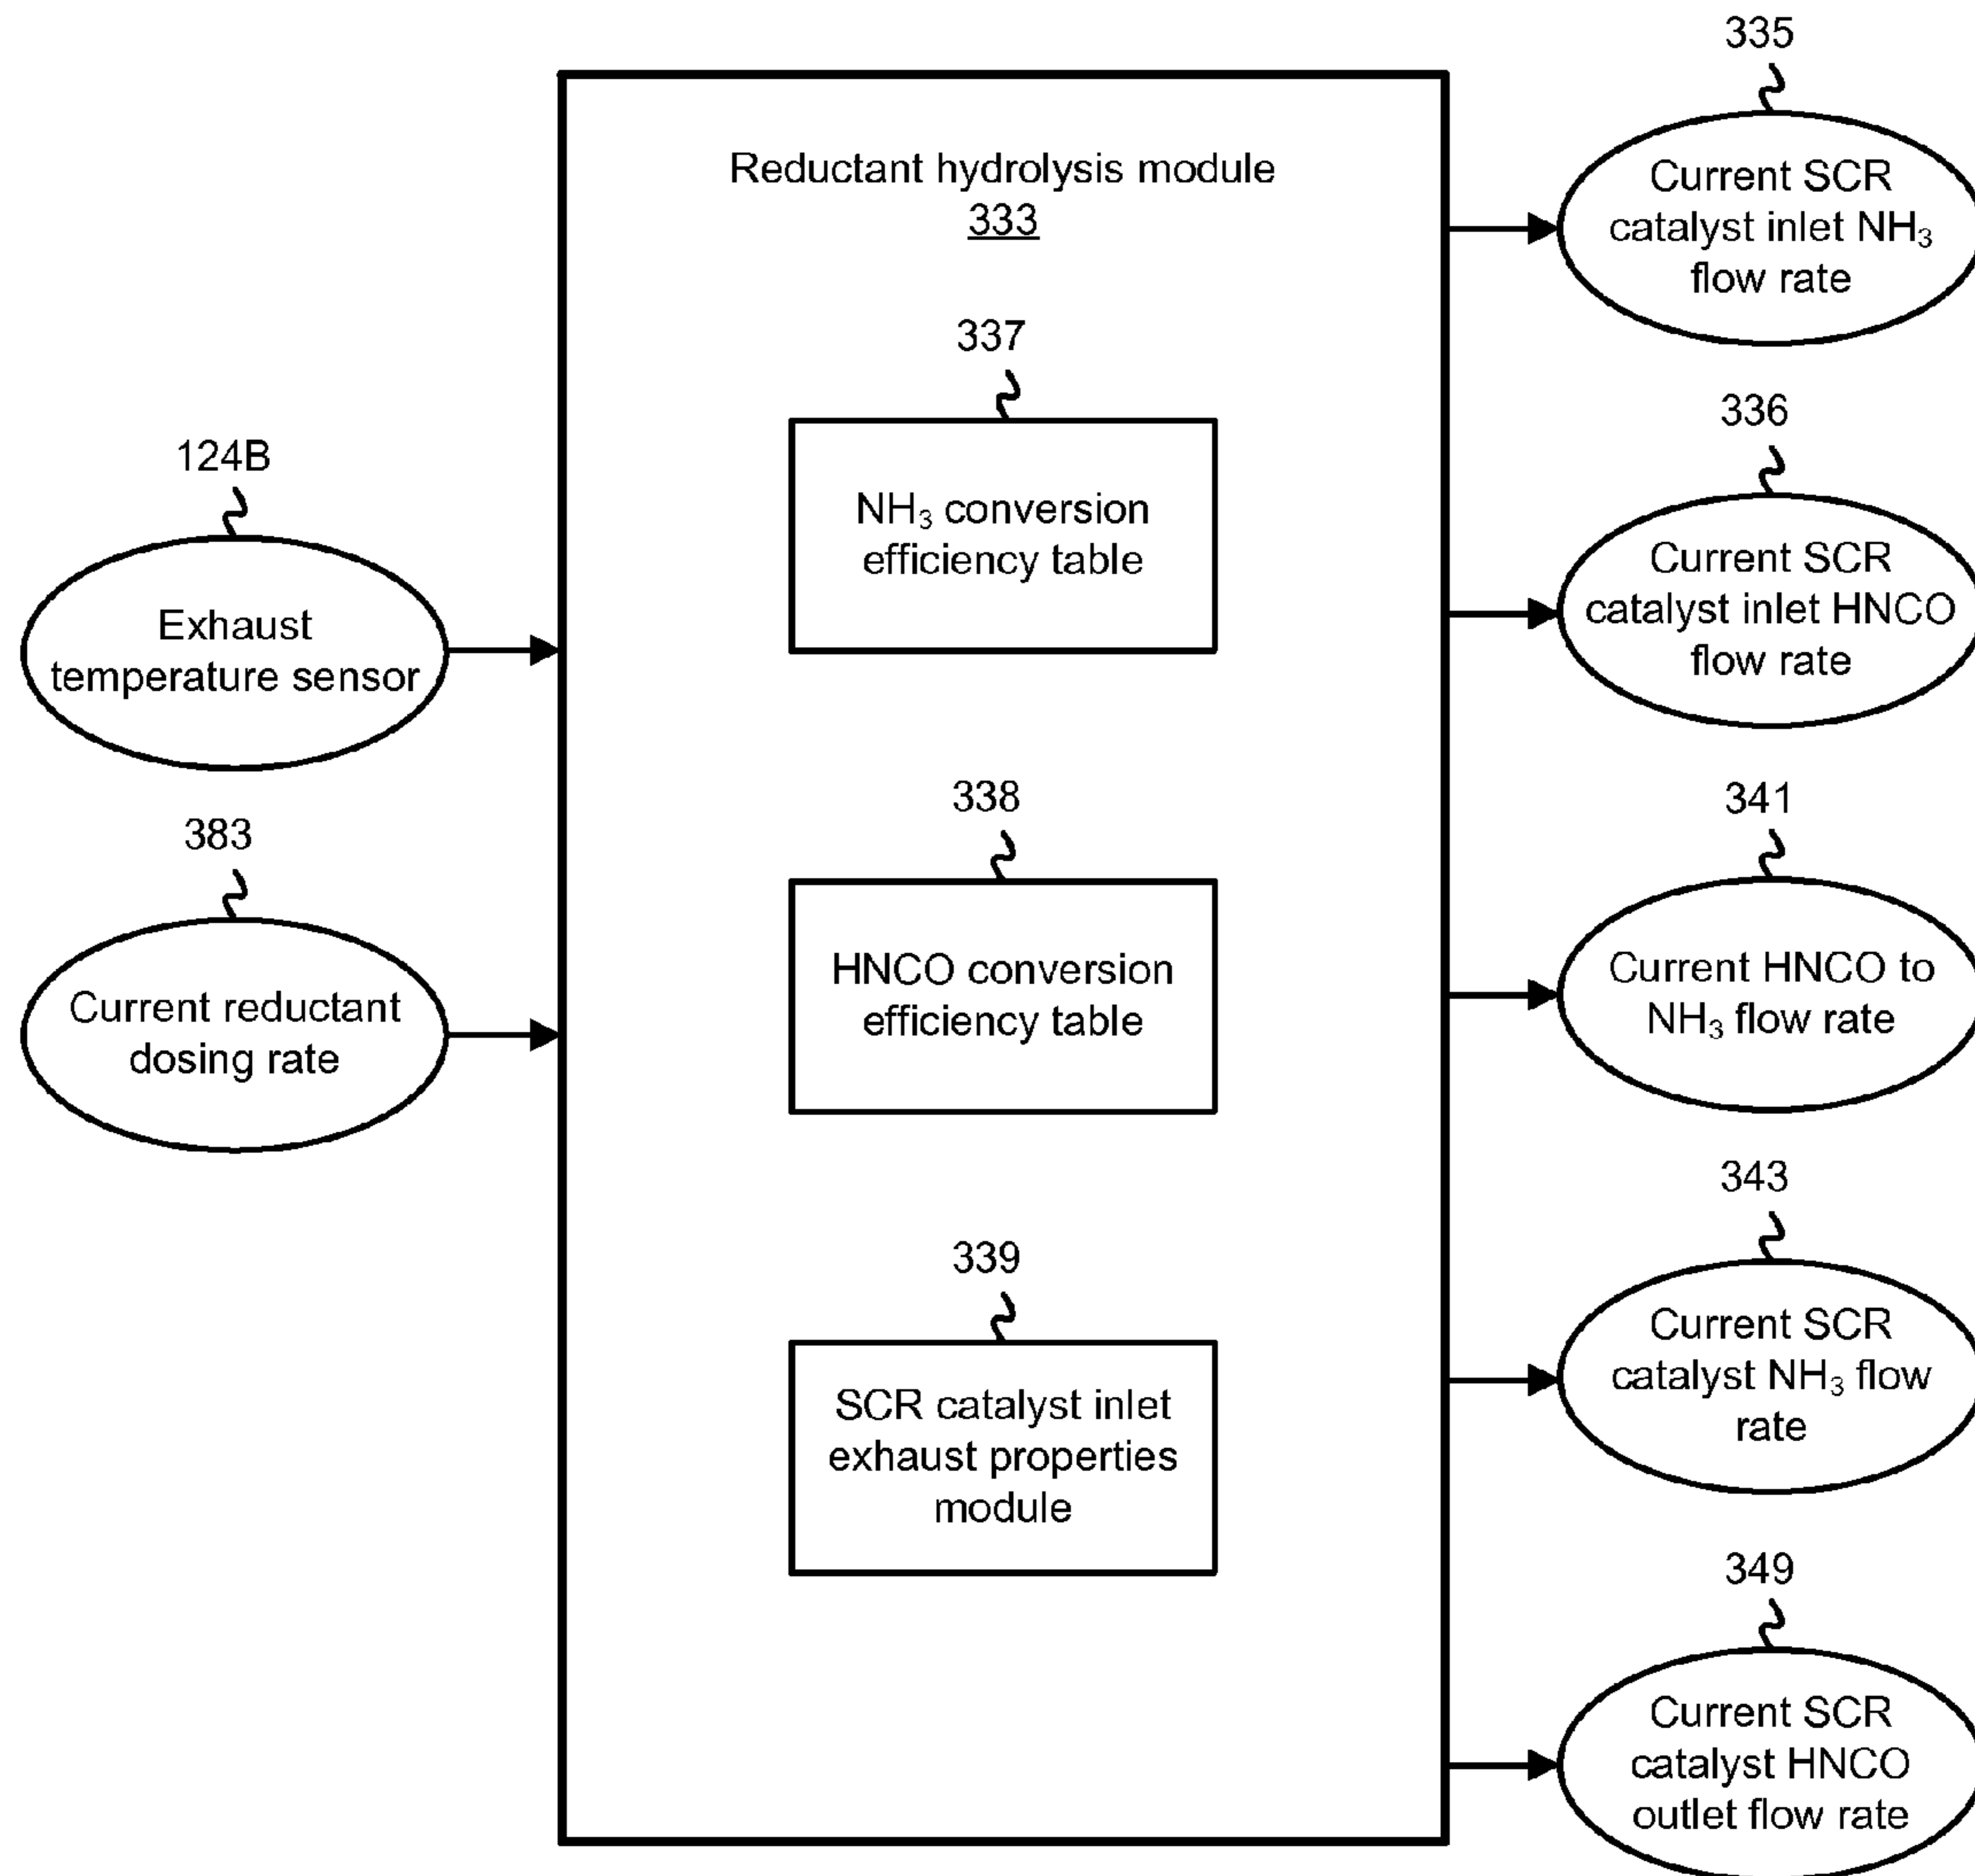 124B
Exhaust
temperature sensor
383
Current reductant
dosing rate
Reductant hydrolysis module
333
337
NH₃ conversion
efficiency table
338
HNCO conversion
efficiency table
339
SCR catalyst inlet
exhaust properties
module
335
Current SCR
catalyst inlet NH₃
flow rate
336
Current SCR
catalyst inlet HNCO
flow rate
341
Current HNCO to
NH₃ flow rate
343
Current SCR
catalyst NH₃ flow
rate
349
Current SCR
catalyst HNCO
outlet flow rate